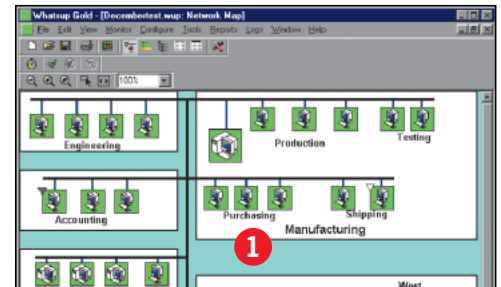 Whatsup Gold - [Decembertest.wup: Network Map]
File Edit View Monitor Configure Tools Reports Logs Window Help
100%
Engineering
Production
Testing
Accounting
Purchasing
Shipping
Manufacturing
1
West